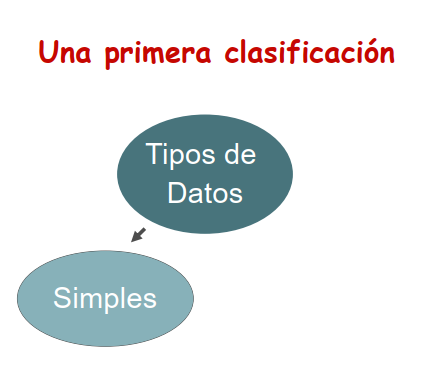 Una primera clasificación
Tipos de
Datos
Simples